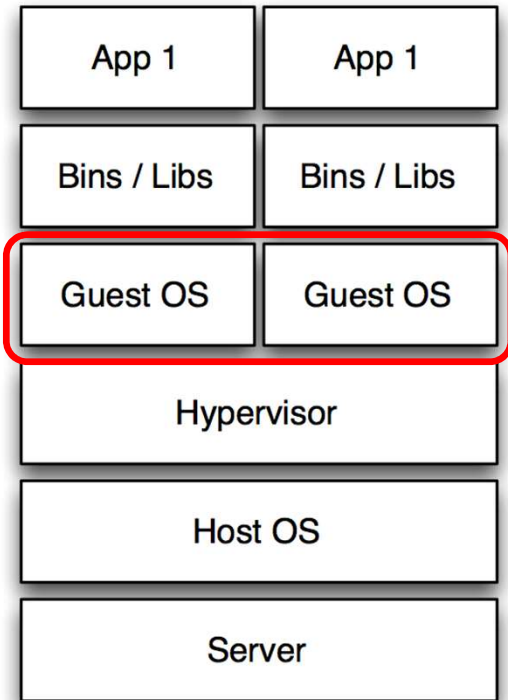 App 1 App 1
Bins / Libs Bins / Libs
Guest OS Guest OS
Hypervisor
Host OS
Server